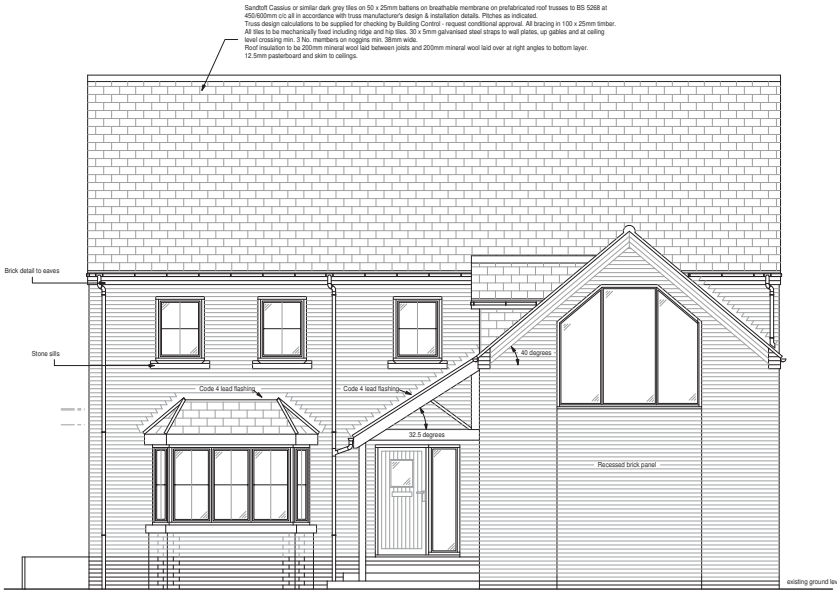 Sandtoft Cassius or similar dark grey tiles on 50 x 25mm battens on breathable membrane on prefabricated roof trusses to BS 5268 at
450/600mm c/c all in accordance with truss manufacturer's design & installation details. Pitches as indicated.
Truss design calculations to be supplied for checking by Building Control - request conditional approval. All bracing in 100 x 25mm timber.
All tiles to be mechanically fixed including ridge and hip tiles. 30 x 5mm galvanised steel straps to wall plates, up gables and at ceiling
level crossing min. 3 No. members on noggins min. 38mm wide.
Roof insulation to be 200mm mineral wool laid between joists and 200mm mineral wool laid over at right angles to bottom layer.
12.5mm pasterboard and skim to ceilings.
Brick detail to eaves
Stone sills
40 degrees
Code 4 lead flashing
Code 4 lead flashing
32.5 degrees
Recessed brick panel
existing ground lev